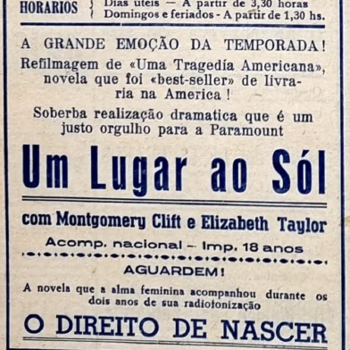 HORARIOS
Dias úteis — A partir de 3,30 horas
Domingos e feriados - A partir de 1,30 hs.
A GRANDE EMOÇÃO DA TEMPORADA !
Refilmagem de «Uma Tragedía Americana»,
novela que foi «best-seller» de livra-
ria na America !
Soberba realização dramatica que é um
justo orgulho para a Paramount
Um Lugar ao Sól
com Montgomery Clift e Elizabeth Taylor
Acomp. nacional — Imp. 18 anos
AGUARDEM!
A novela que a alma feminina acompanhou durante os
dois anos de sua radiofonização
O DIREITO DE NASCER